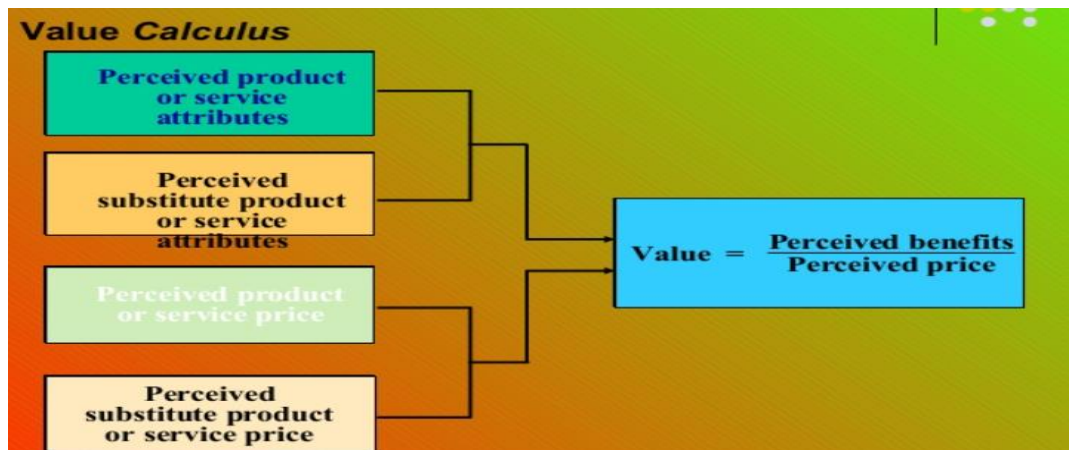 Value Calculus
Perceived product
or service
attributes
Perceived
substitute product
or service
attributes
Perceived product
or service price
Perceived
substitute product
or service price
Value = Perceived benefits
Perceived price